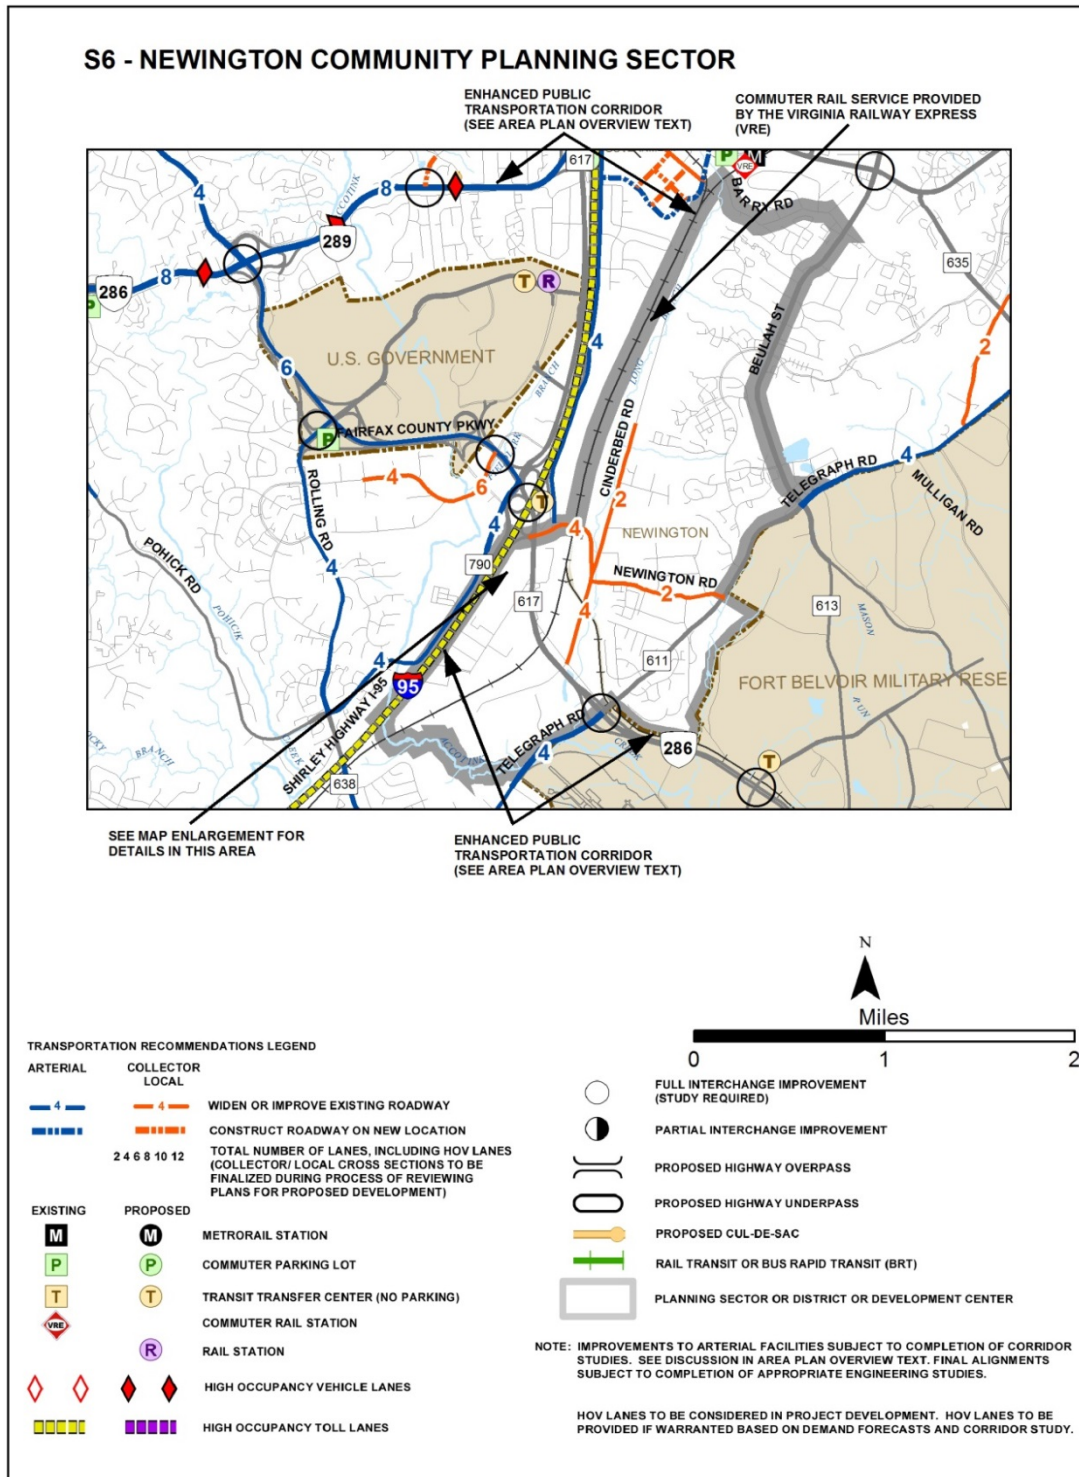 S6 - NEWINGTON COMMUNITY PLANNING SECTOR
ENHANCED PUBLIC
TRANSPORTATION CORRIDOR
(SEE AREA PLAN OVERVIEW TEXT)
COMMUTER RAIL SERVICE PROVIDED
BY THE VIRGINIA RAILWAY EXPRESS
(VRE)
617
P
M
VRE
BARRY RD
4
8
289
8
286
P
635
T
R
U.S. GOVERNMENT
BRANCH
LONG
BEULAH ST
4
2
6
P
FAIRFAX COUNTY PKWY
4
6
ROLLING RD
CINDERBED RD
2
TELEGRAPH RD
4
MULLIGAN RD
T
4
4
NEWINGTON
POHICK RD
POHICK
4
790
617
NEWINGTON RD
2
4
613
MASON
RUN
611
4
95
SHIRLEY HIGHWAY I-95
FORT BELVOIR MILITARY RESE
BRANCH
CREEK
ACCOTINK
TELEGRAPH RD
4
CREEK
286
T
638
SEE MAP ENLARGEMENT FOR
DETAILS IN THIS AREA
ENHANCED PUBLIC
TRANSPORTATION CORRIDOR
(SEE AREA PLAN OVERVIEW TEXT)
N
Miles
0 1 2
TRANSPORTATION RECOMMENDATIONS LEGEND
ARTERIAL COLLECTOR
LOCAL
4 4 WIDEN OR IMPROVE EXISTING ROADWAY
CONSTRUCT ROADWAY ON NEW LOCATION
2 4 6 8 10 12 TOTAL NUMBER OF LANES, INCLUDING HOV LANES
(COLLECTOR/ LOCAL CROSS SECTIONS TO BE
FINALIZED DURING PROCESS OF REVIEWING
PLANS FOR PROPOSED DEVELOPMENT)
EXISTING PROPOSED
M M METRORAIL STATION
P P COMMUTER PARKING LOT
T T TRANSIT TRANSFER CENTER (NO PARKING)
VRE COMMUTER RAIL STATION
R RAIL STATION
HIGH OCCUPANCY VEHICLE LANES
HIGH OCCUPANCY TOLL LANES
FULL INTERCHANGE IMPROVEMENT
(STUDY REQUIRED)
PARTIAL INTERCHANGE IMPROVEMENT
PROPOSED HIGHWAY OVERPASS
PROPOSED HIGHWAY UNDERPASS
PROPOSED CUL-DE-SAC
RAIL TRANSIT OR BUS RAPID TRANSIT (BRT)
PLANNING SECTOR OR DISTRICT OR DEVELOPMENT CENTER
NOTE: IMPROVEMENTS TO ARTERIAL FACILITIES SUBJECT TO COMPLETION OF CORRIDOR
STUDIES. SEE DISCUSSION IN AREA PLAN OVERVIEW TEXT. FINAL ALIGNMENTS
SUBJECT TO COMPLETION OF APPROPRIATE ENGINEERING STUDIES.
HOV LANES TO BE CONSIDERED IN PROJECT DEVELOPMENT. HOV LANES TO BE
PROVIDED IF WARRANTED BASED ON DEMAND FORECASTS AND CORRIDOR STUDY.